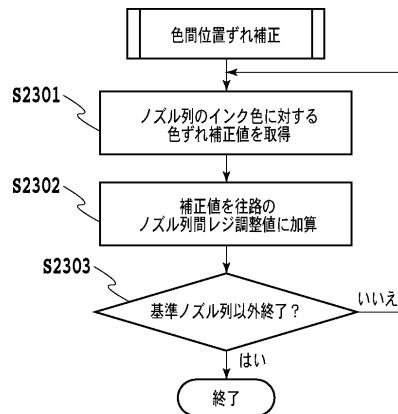 色間位置ずれ補正
S2301
ノズル列のインク色に対する
色ずれ補正値を取得
S2302
補正値を往路の
ノズル列間レジ調整値に加算
S2303
基準ノズル列以外終了？
いいえ
はい
終了